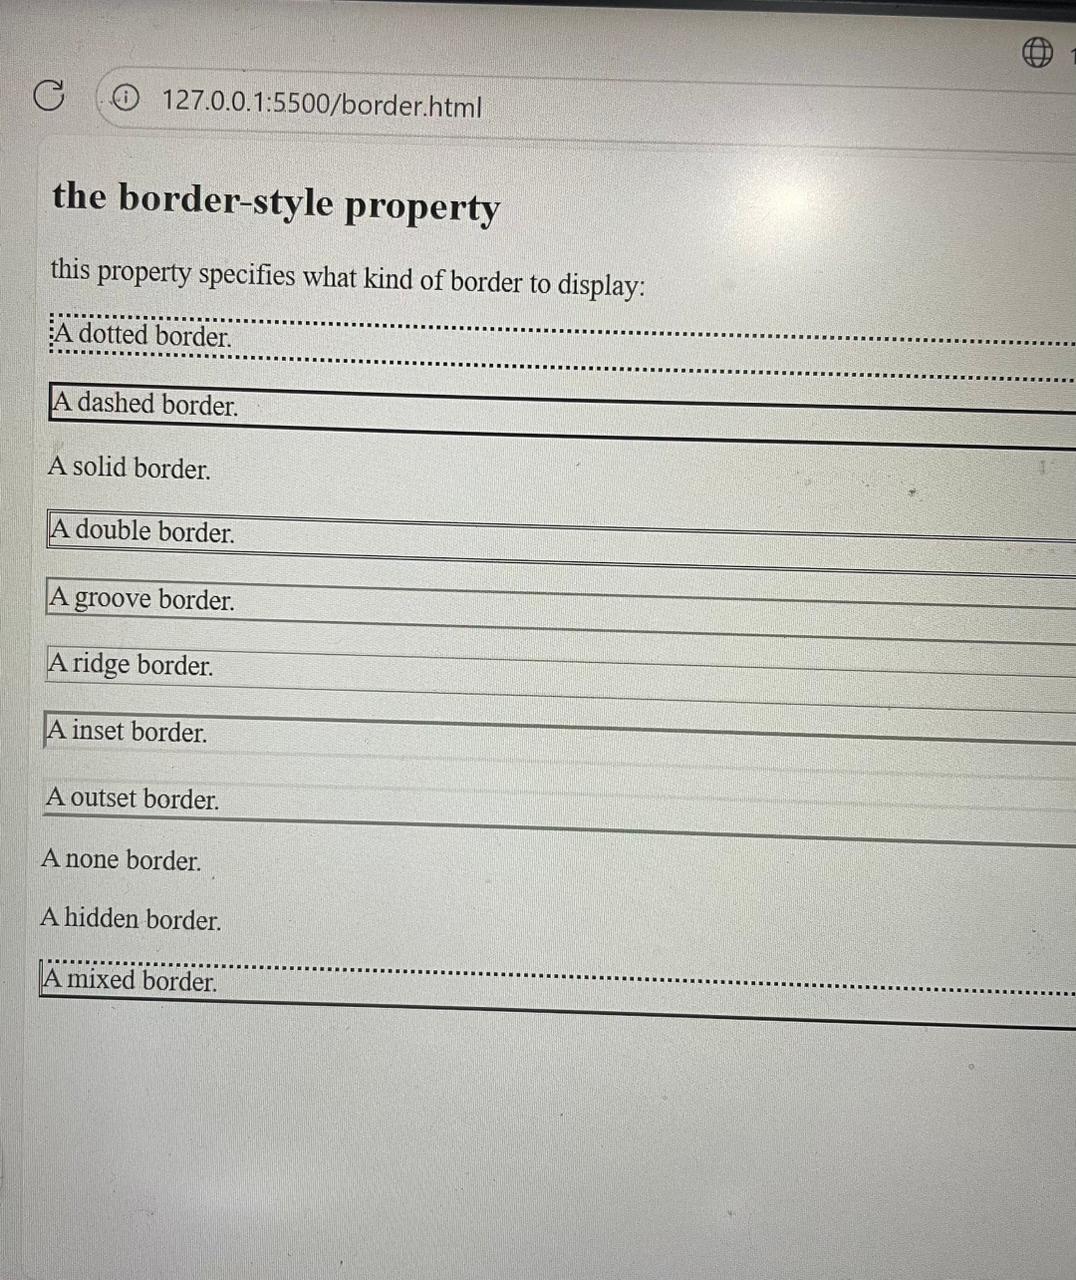 127.0.0.1:5500/border.html
the border-style property
this property specifies what kind of border to display:
A dotted border.
A dashed border.
A solid border.
A double border.
A groove border.
A ridge border.
A inset border.
A outset border.
A none border.
A hidden border.
A mixed border.